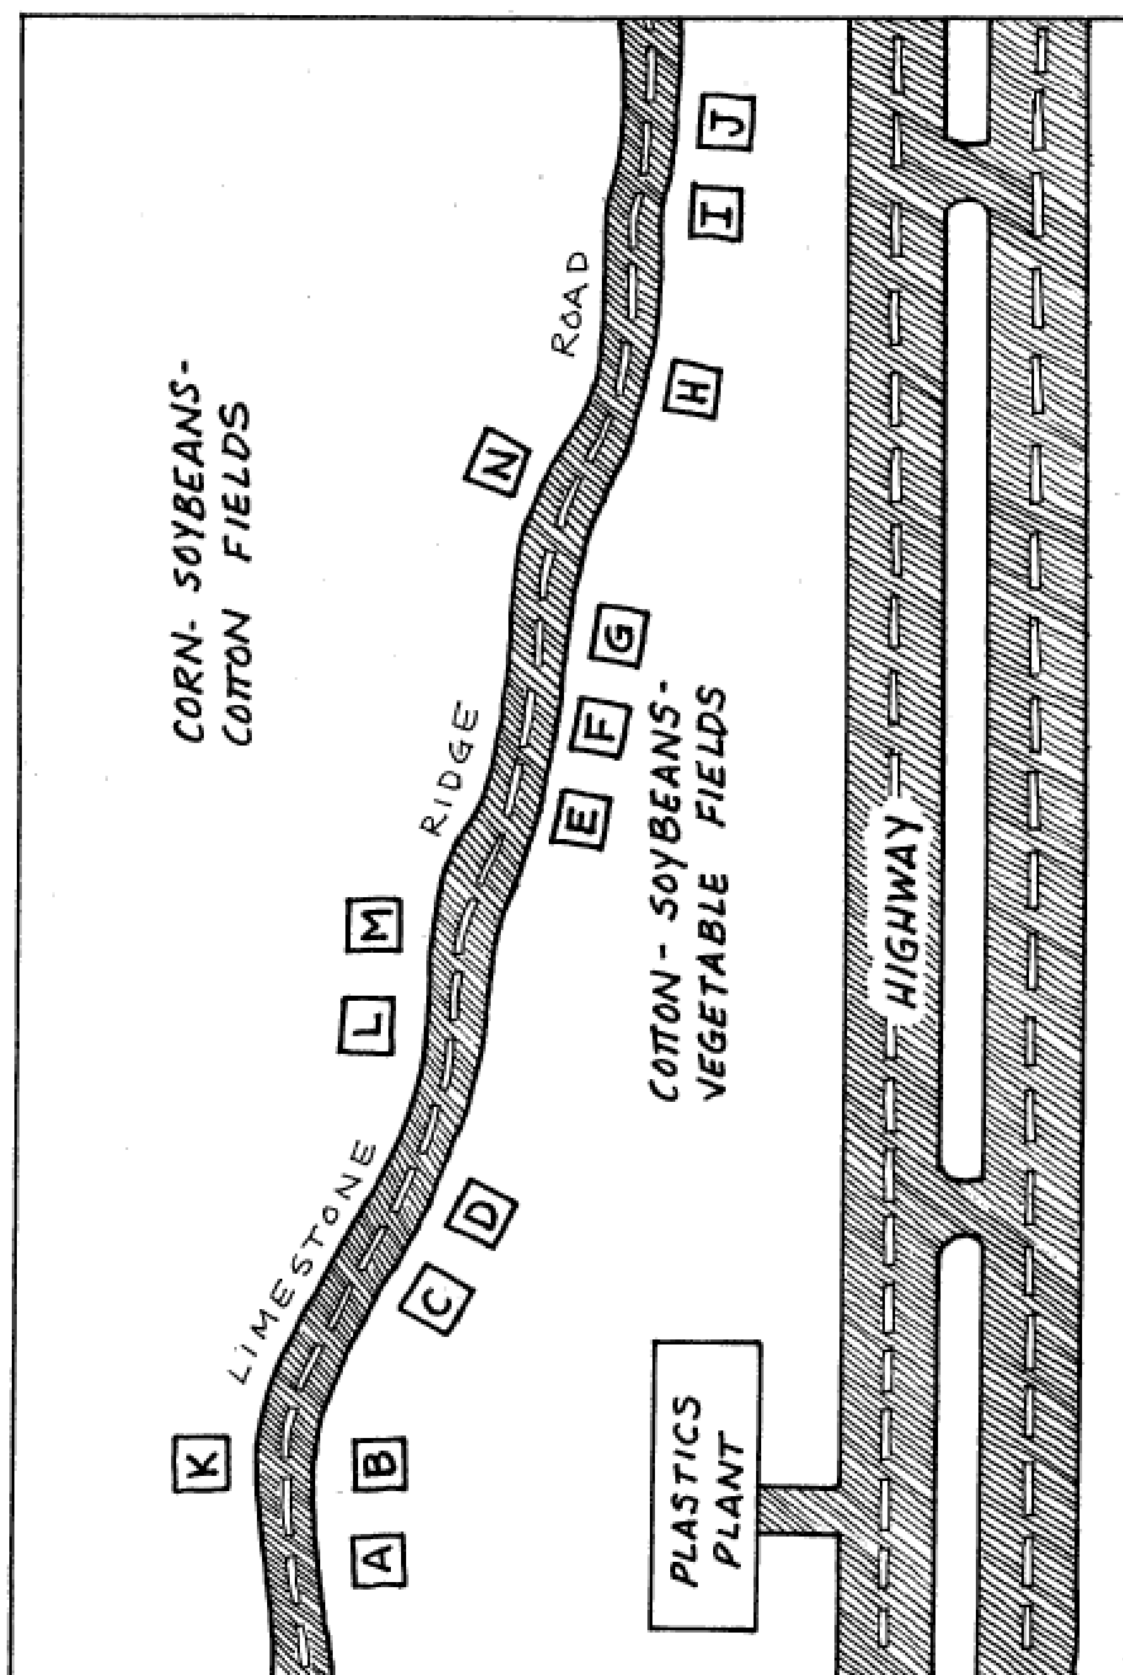 CORN- SOYBEANS-
COTTON FIELDS
K
LIMESTONE RIDGE ROAD
L
M
N
A
B
C
D
E
F
G
H
I
J
COTTON- SOYBEANS-
VEGETABLE FIELDS
PLASTICS
PLANT
HIGHWAY